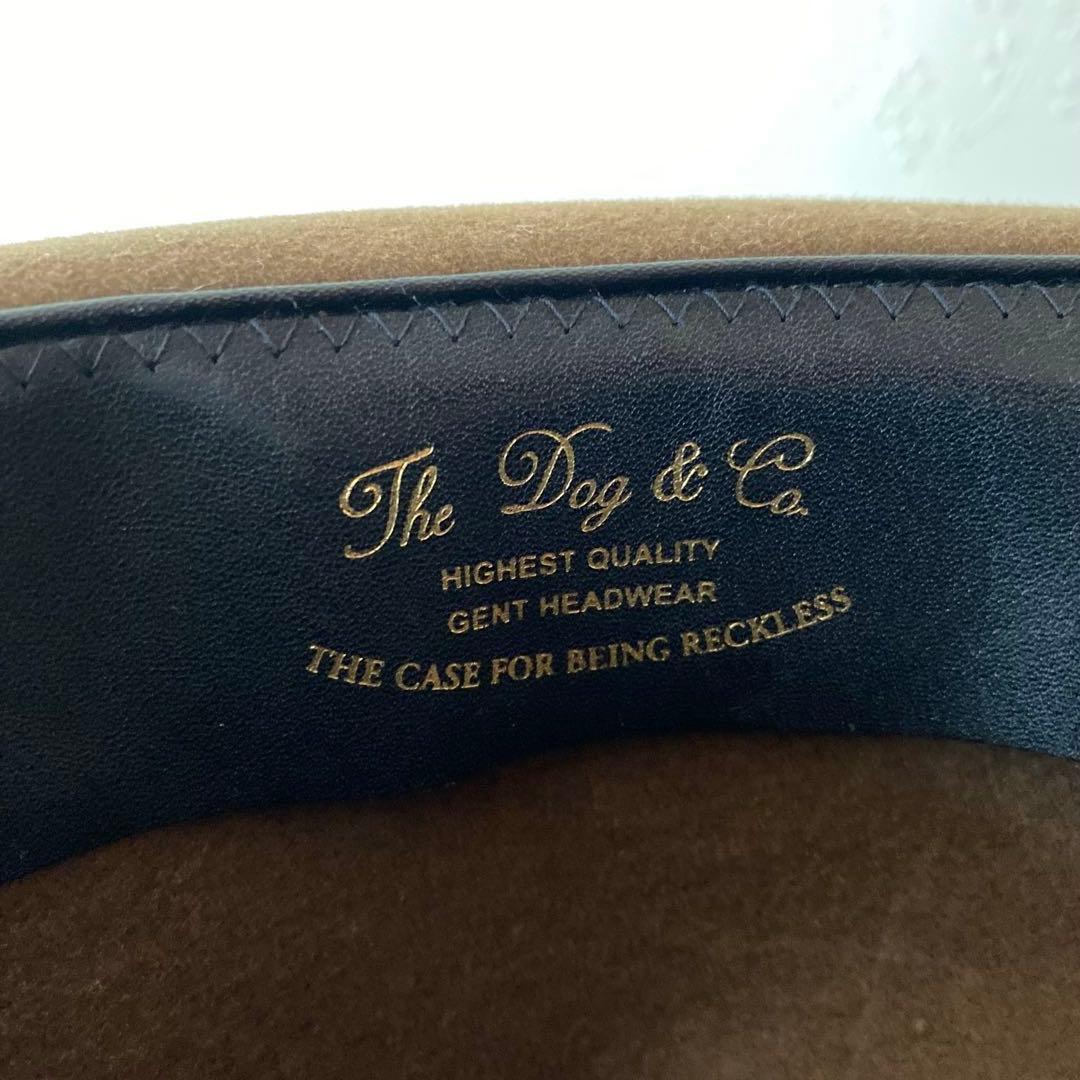 The Dog & Co.
HIGHEST QUALITY
GENT HEADWEAR
THE CASE FOR BEING RECKLESS